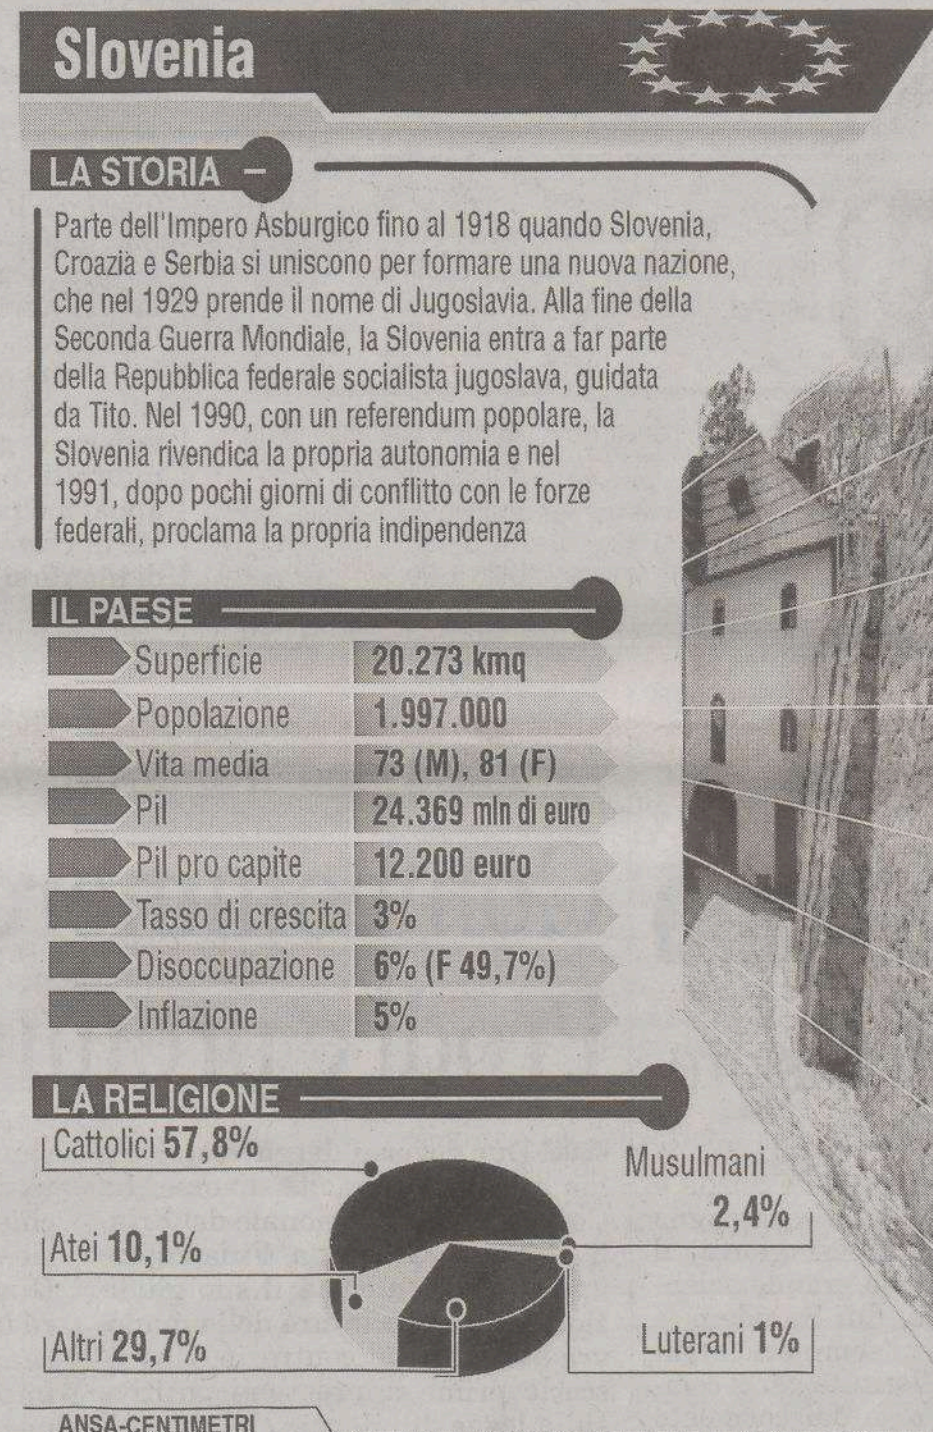 Slovenia
LA STORIA
Parte dell'Impero Asburgico fino al 1918 quando Slovenia,
Croazia e Serbia si uniscono per formare una nuova nazione,
che nel 1929 prende il nome di Jugoslavia. Alla fine della
Seconda Guerra Mondiale, la Slovenia entra a far parte
della Repubblica federale socialista jugoslava, guidata
da Tito. Nel 1990, con un referendum popolare, la
Slovenia rivendica la propria autonomia e nel
1991, dopo pochi giorni di conflitto con le forze
federali, proclama la propria indipendenza
IL PAESE
Superficie 20.273 kmq
Popolazione 1.997.000
Vita media 73 (M), 81 (F)
Pil 24.369 mln di euro
Pil pro capite 12.200 euro
Tasso di crescita 3%
Disoccupazione 6% (F 49,7%)
Inflazione 5%
LA RELIGIONE
Cattolici 57,8%
Musulmani
2,4%
Atei 10,1%
Altri 29,7%
Luterani 1%
ANSA-CENTIMETRI